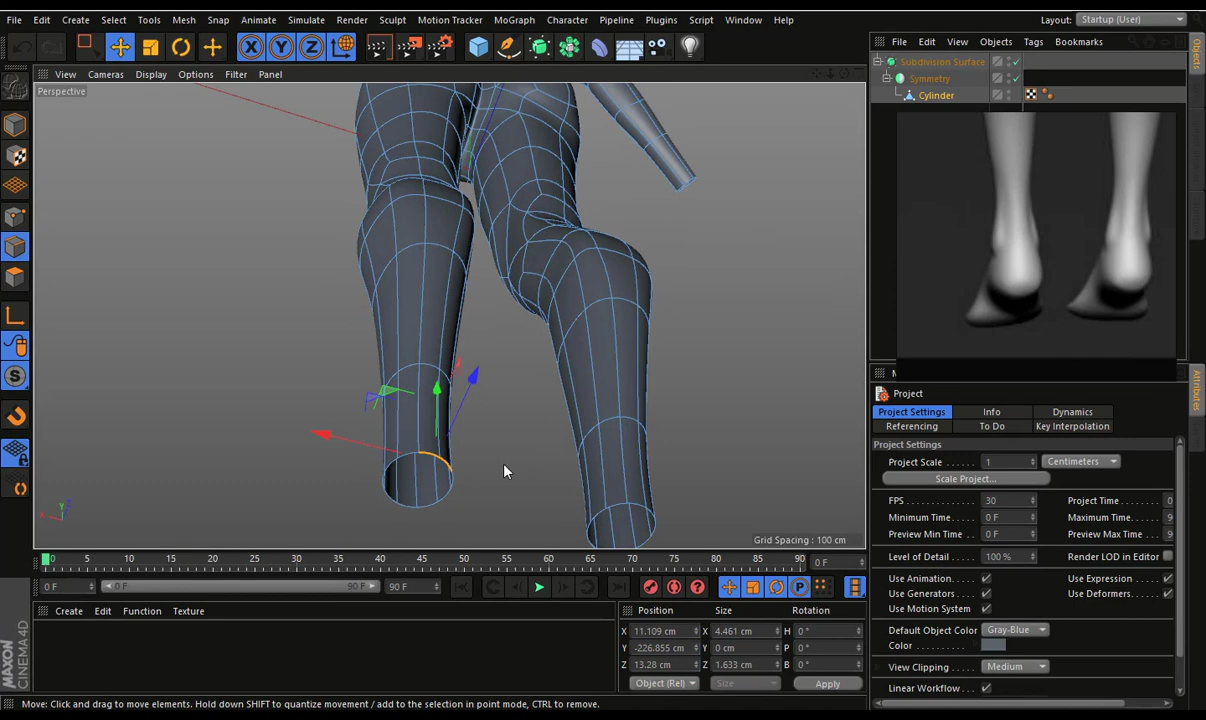 File Edit Create Select Tools Mesh Snap Animate Simulate Render Sculpt Motion Tracker MoGraph Character Pipeline Plugins Script Window Help Layout: Startup (User)
X Y Z
View Cameras Display Options Filter Panel
File Edit View Objects Tags Bookmarks
Subdivision Surface
Symmetry
Cylinder
Objects
Perspective
Project
Attributes
Project Settings Info Dynamics
Referencing To Do Key Interpolation
Project Settings
Project Scale ...... 1 Centimeters
Scale Project...
FPS 30 Project Time
Minimum Time 0 F Maximum Time
Preview Min Time 0 F Preview Max Time
Level of Detail 100 % Render LOD in Editor
Use Animation Use Expression
Use Generators Use Deformers
Use Motion System
Default Object Color Gray-Blue
Color
View Clipping Medium
Linear Workflow
Grid Spacing : 100 cm
0 5 10 15 20 25 30 35 40 45 50 55 60 65 70 75 80 85 90 0 F
0 F 0 F 90 F 90 F
Create Edit Function Texture
Position Size Rotation
X 11.109 cm X 4.461 cm H 0 °
Y -226.855 cm Y 0 cm P 0 °
Z 13.28 cm Z 1.633 cm B 0 °
Object (Rel) Size Apply
MAXON CINEMA4D
Move: Click and drag to move elements. Hold down SHIFT to quantize movement / add to the selection in point mode, CTRL to remove.